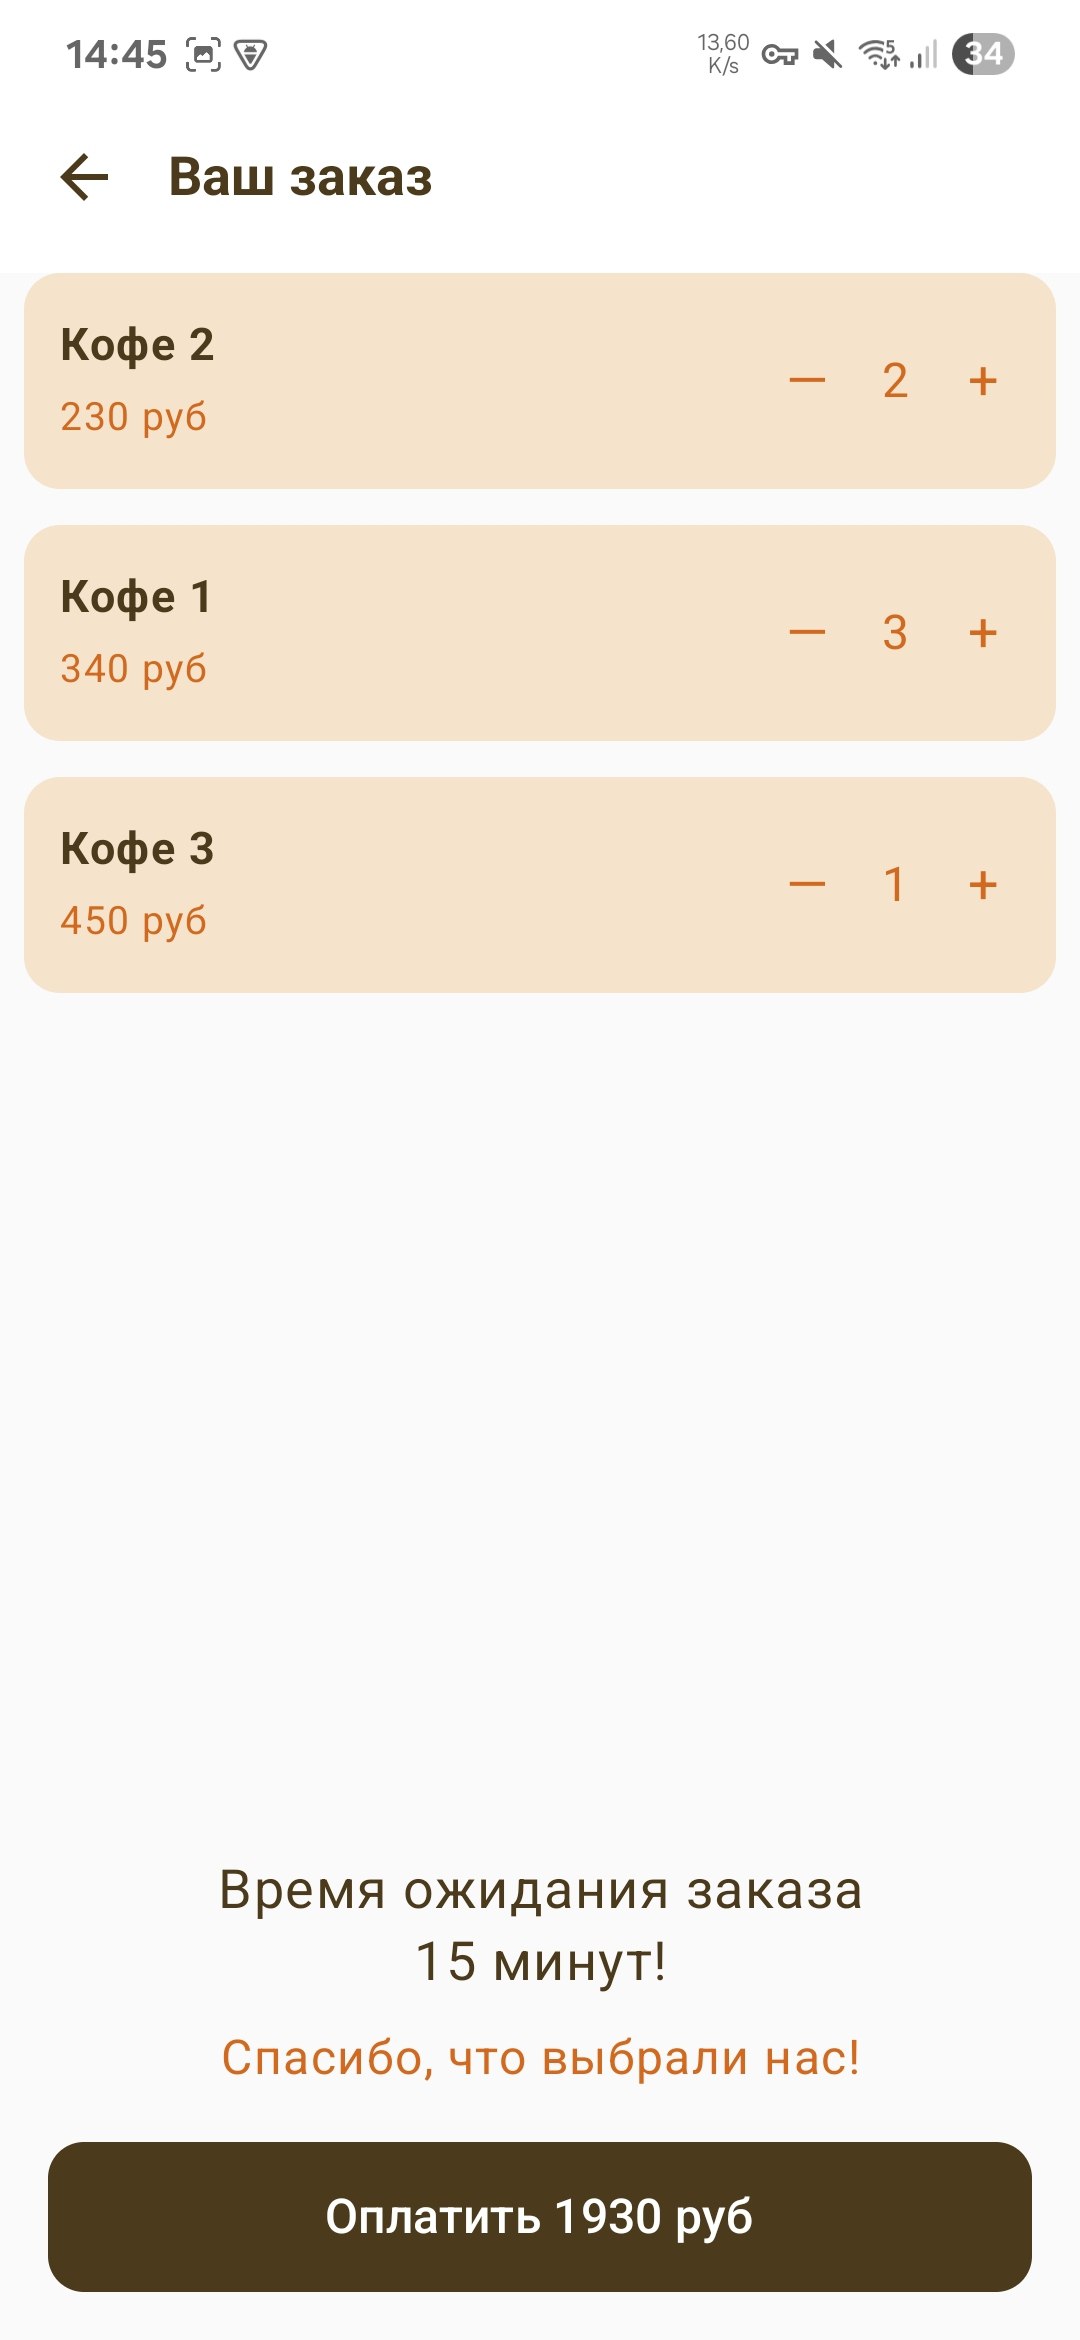 14:45
13,60
K/s
5
34
Ваш заказ
Кофе 2
230 руб
— 2 +
Кофе 1
340 руб
— 3 +
Кофе 3
450 руб
— 1 +
Время ожидания заказа
15 минут!
Спасибо, что выбрали нас!
Оплатить 1930 руб